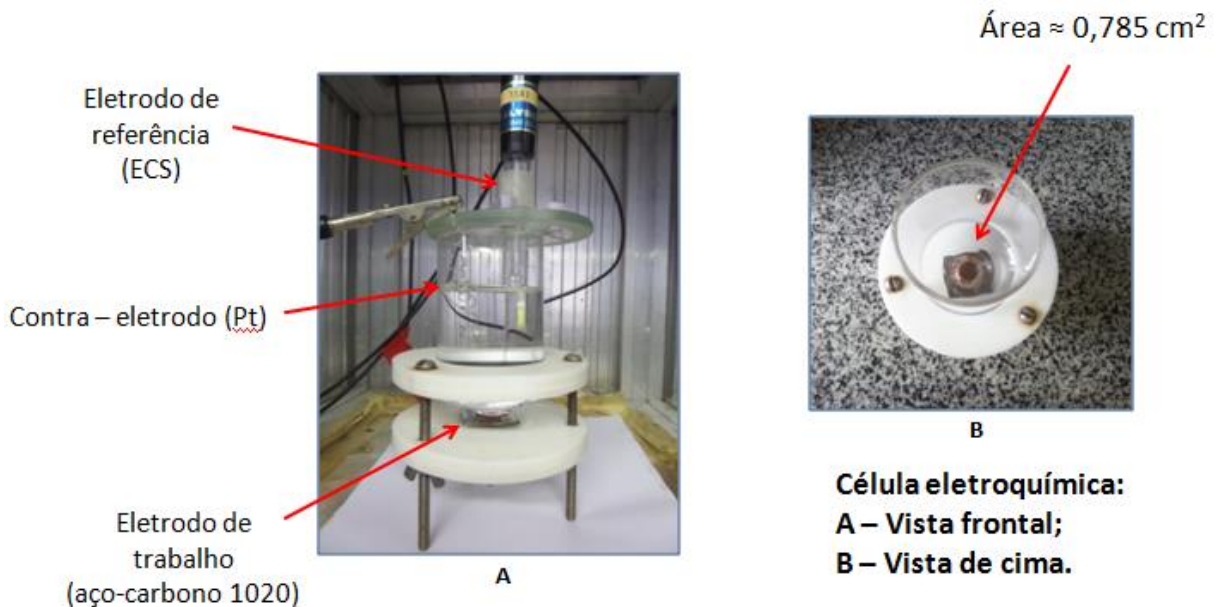 Área ≈ 0,785 cm²
Eletrodo de
referência
(ECS)
Contra – eletrodo (Pt)
Eletrodo de
trabalho
(aço-carbono 1020)
A
B
Célula eletroquímica:
A – Vista frontal;
B – Vista de cima.